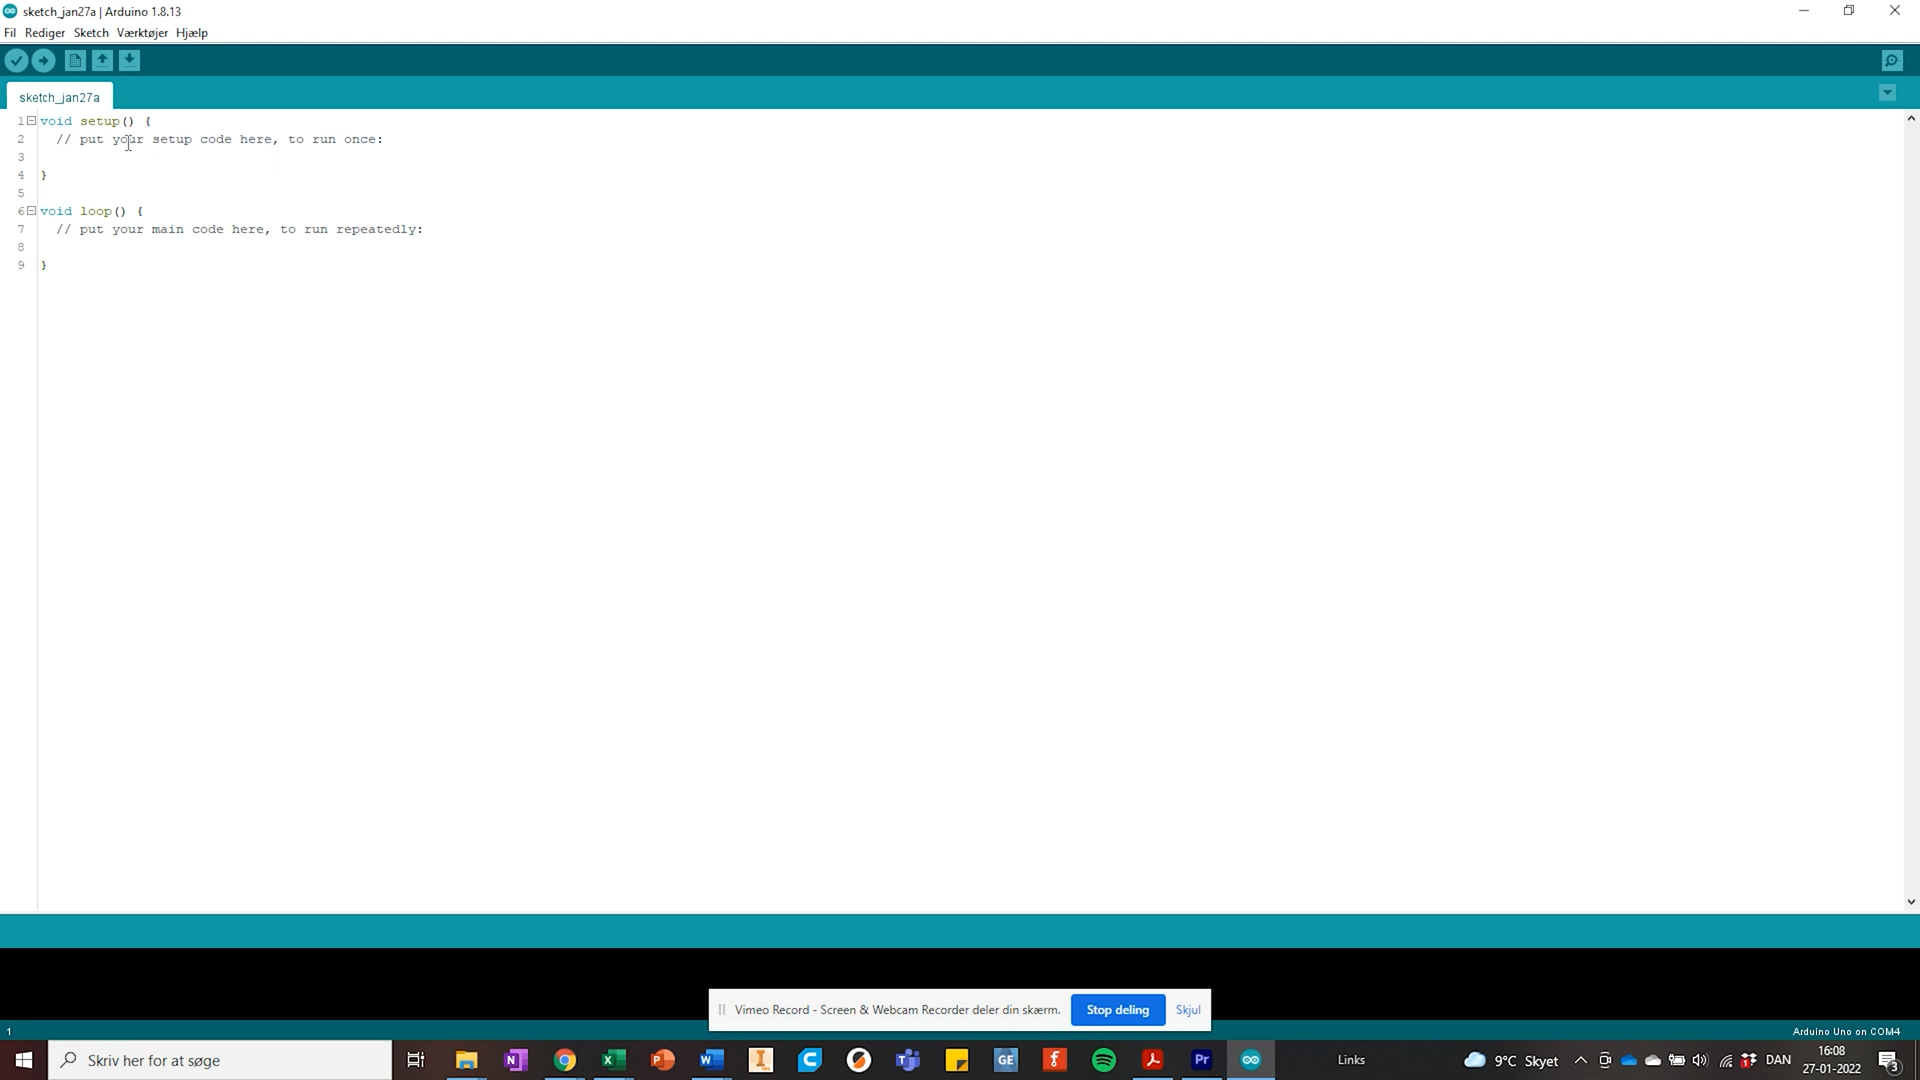 sketch_jan27a | Arduino 1.8.13
Fil Rediger Sketch Værktøjer Hjælp
sketch_jan27a
1 void setup() {
2 // put your setup code here, to run once:
3
4 }
5
6 void loop() {
7 // put your main code here, to run repeatedly:
8
9 }
Vimeo Record - Screen & Webcam Recorder deler din skærm. Stop deling Skjul
1 Arduino Uno on COM4
Skriv her for at søge Links 9°C Skyet DAN 16:08
27-01-2022 3